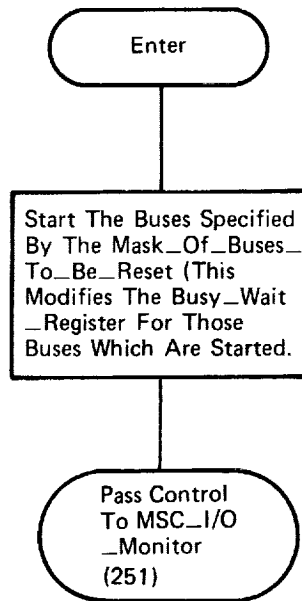 Enter
Start The Buses Specified
By The Mask_Of_Buses_
To_Be_Reset (This
Modifies The Busy_Wait
_Register For Those
Buses Which Are Started.
Pass Control
To MSC_I/O
_Monitor
(251)